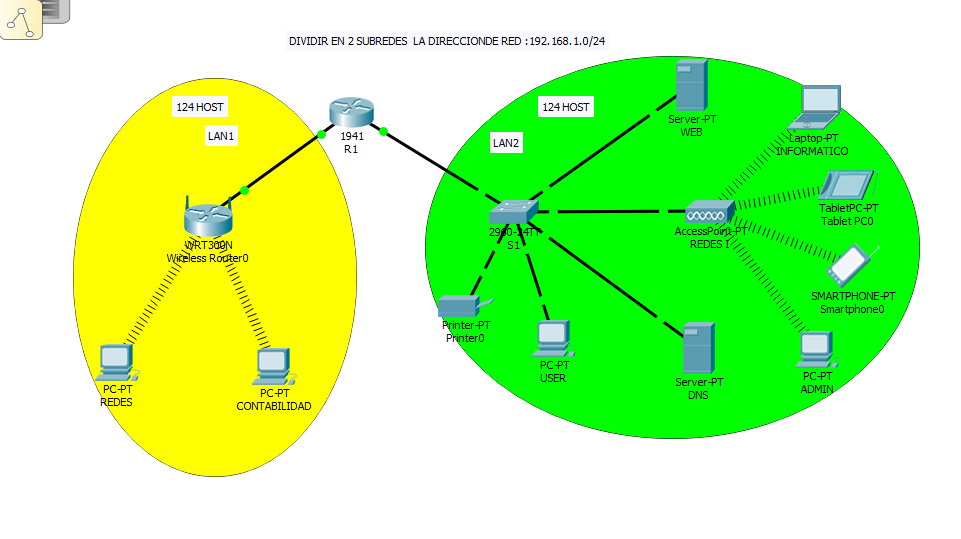 DIVIDIR EN 2 SUBREDES LA DIRECCIONDE RED :192.168.1.0/24
124 HOST
LAN1
1941
R1
124 HOST
LAN2
Server-PT
WEB
Laptop-PT
INFORMATICO
WRT300N
Wireless Router0
2960-24TT
S1
AccessPoint-PT
REDES I
TabletPC-PT
Tablet PC0
SMARTPHONE-PT
Smartphone0
Printer-PT
Printer0
PC-PT
USER
Server-PT
DNS
PC-PT
ADMIN
PC-PT
REDES
PC-PT
CONTABILIDAD